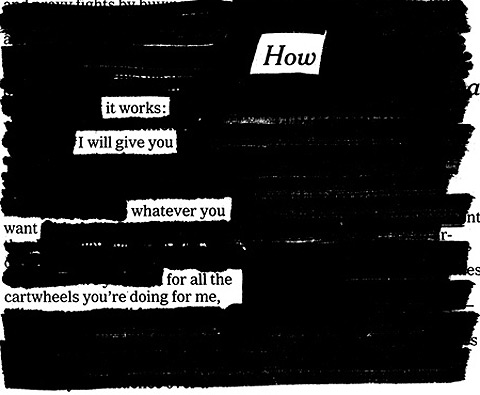 How
it works:
I will give you
whatever you
want
for all the
cartwheels you're doing for me,